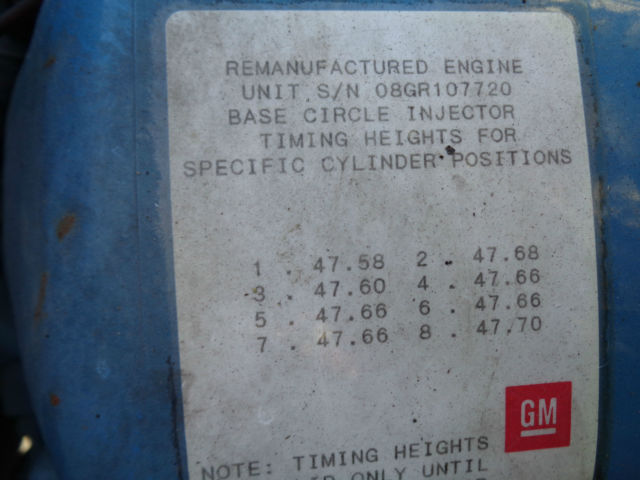 REMANUFACTURED ENGINE
UNIT S/N 08GR107720
BASE CIRCLE INJECTOR
TIMING HEIGHTS FOR
SPECIFIC CYLINDER POSITIONS
1 . 47.58 2 . 47.68
3 . 47.60 4 . 47.66
5 . 47.66 6 . 47.66
7 . 47.66 8 . 47.70
GM
NOTE: TIMING HEIGHTS
ONLY UNTIL